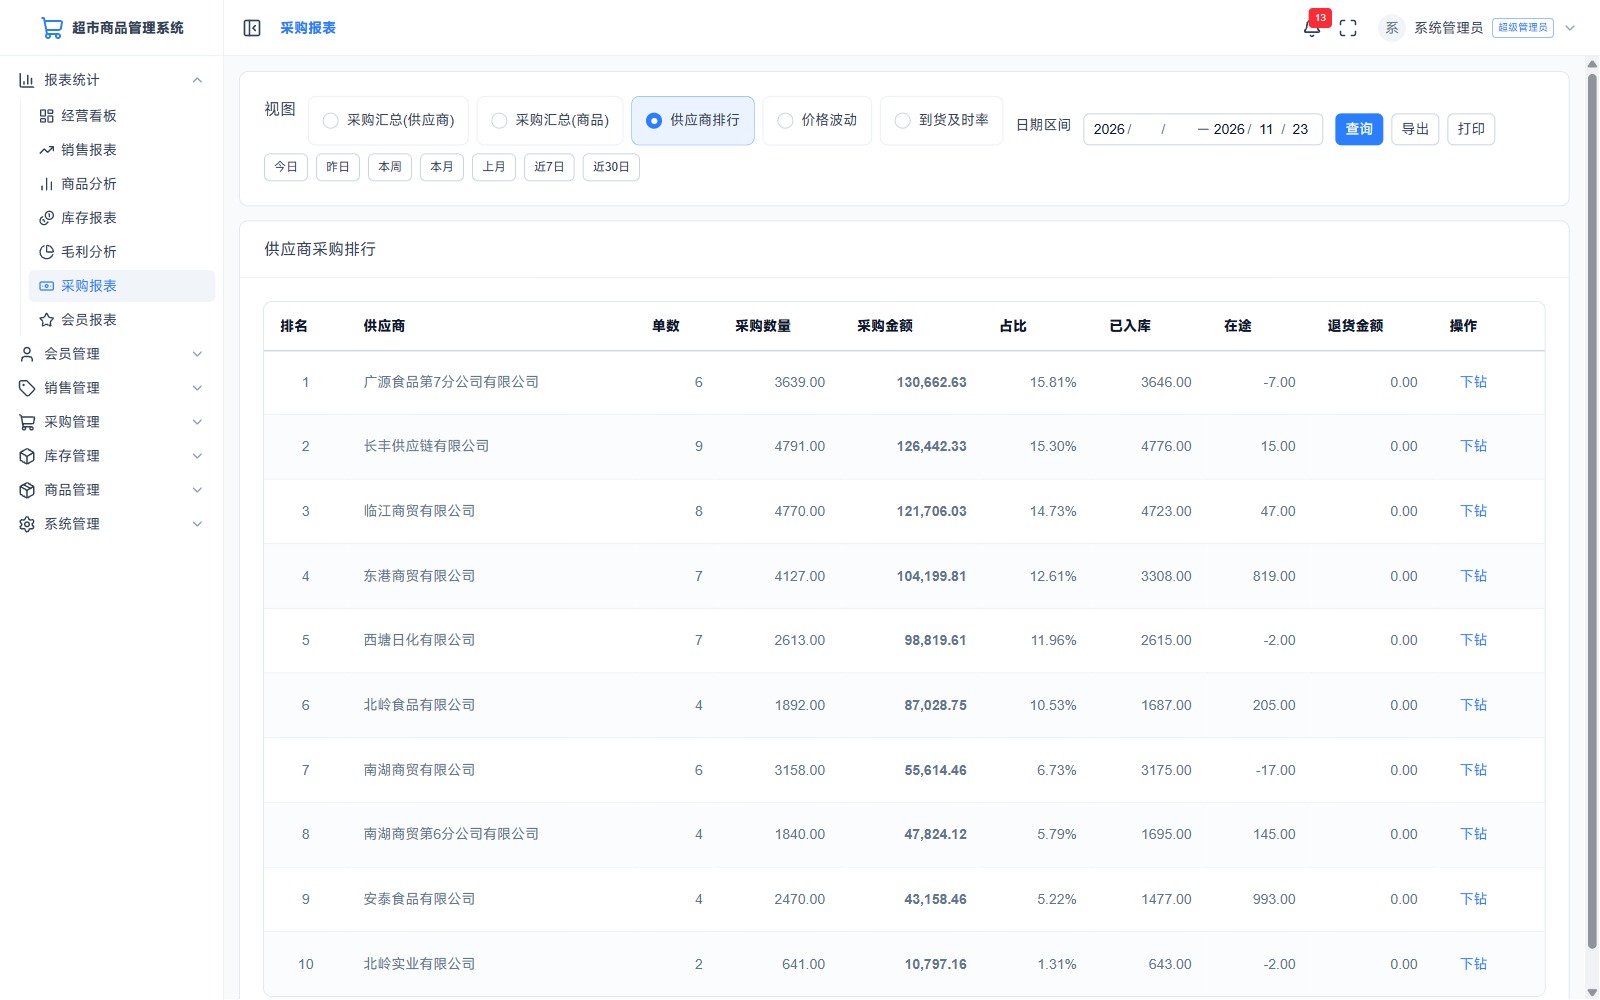 超市商品管理系统
采购报表
13
系 系统管理员 超级管理员
报表统计
经营看板
销售报表
商品分析
库存报表
毛利分析
采购报表
会员报表
会员管理
销售管理
采购管理
库存管理
商品管理
系统管理
视图 采购汇总(供应商) 采购汇总(商品) 供应商排行 价格波动 到货及时率 日期区间 2026 / / — 2026 / 11 / 23 查询 导出 打印
今日 昨日 本周 本月 上月 近7日 近30日
供应商采购排行
排名 供应商 单数 采购数量 采购金额 占比 已入库 在途 退货金额 操作
1 广源食品第7分公司有限公司 6 3639.00 130,662.63 15.81% 3646.00 -7.00 0.00 下钻
2 长丰供应链有限公司 9 4791.00 126,442.33 15.30% 4776.00 15.00 0.00 下钻
3 临江商贸有限公司 8 4770.00 121,706.03 14.73% 4723.00 47.00 0.00 下钻
4 东港商贸有限公司 7 4127.00 104,199.81 12.61% 3308.00 819.00 0.00 下钻
5 西塘日化有限公司 7 2613.00 98,819.61 11.96% 2615.00 -2.00 0.00 下钻
6 北岭食品有限公司 4 1892.00 87,028.75 10.53% 1687.00 205.00 0.00 下钻
7 南湖商贸有限公司 6 3158.00 55,614.46 6.73% 3175.00 -17.00 0.00 下钻
8 南湖商贸第6分公司有限公司 4 1840.00 47,824.12 5.79% 1695.00 145.00 0.00 下钻
9 安泰食品有限公司 4 2470.00 43,158.46 5.22% 1477.00 993.00 0.00 下钻
10 北岭实业有限公司 2 641.00 10,797.16 1.31% 643.00 -2.00 0.00 下钻